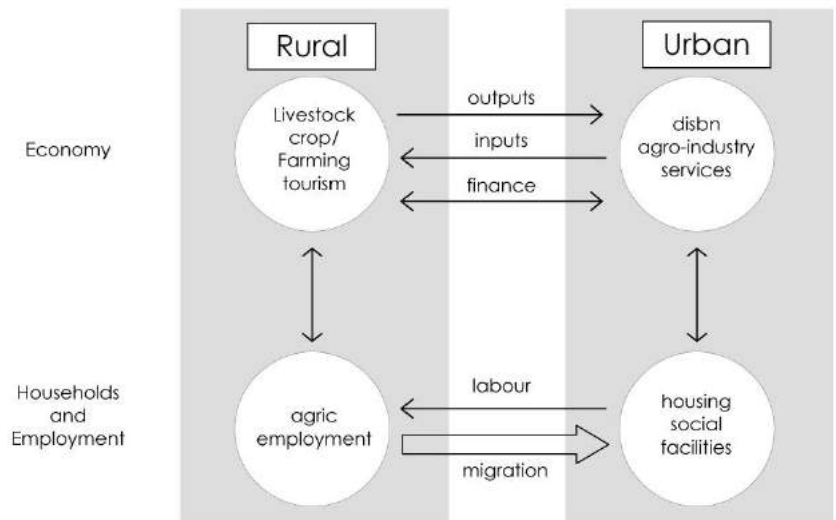 Rural
Urban
Economy
Livestock
crop/
Farming
tourism
outputs
inputs
finance
disbn
agro-industry
services
Households
and
Employment
agric
employment
labour
migration
housing
social
facilities